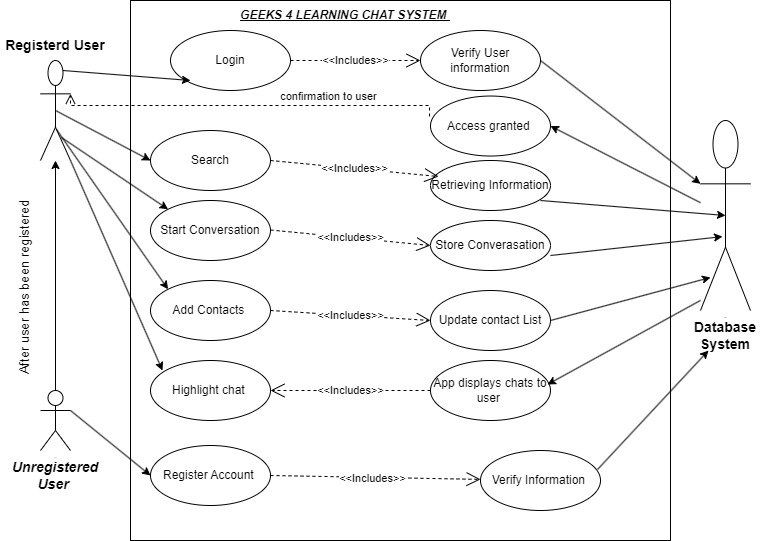 GEEKS 4 LEARNING CHAT SYSTEM
Registerd User
Login
<<Includes>>
Verify User
information
confirmation to user
Access granted
Search
<<Includes>>
Retrieving Information
Start Conversation
<<Includes>>
Store Converasation
After user has been registered
Add Contacts
<<Includes>>
Update contact List
Database
System
Highlight chat
<<Includes>>
App displays chats to
user
Unregistered
User
Register Account
<<Includes>>
Verify Information